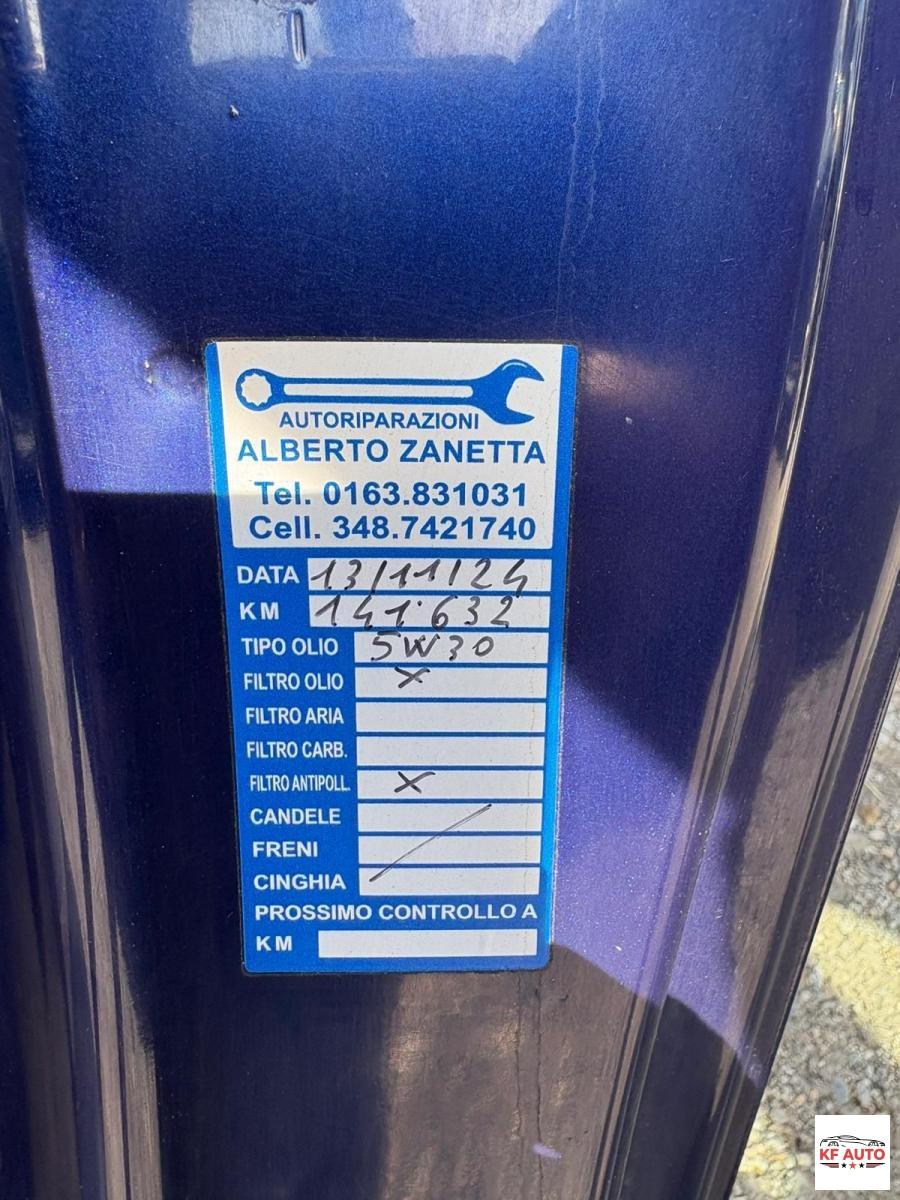 AUTORIPARAZIONI
ALBERTO ZANETTA
Tel. 0163.831031
Cell. 348.7421740
DATA 13/11/24
KM 141.632
TIPO OLIO 5W30
FILTRO OLIO X
FILTRO ARIA
FILTRO CARB.
FILTRO ANTIPOLL. X
CANDELE
FRENI
CINGHIA
PROSSIMO CONTROLLO A
KM
KF AUTO